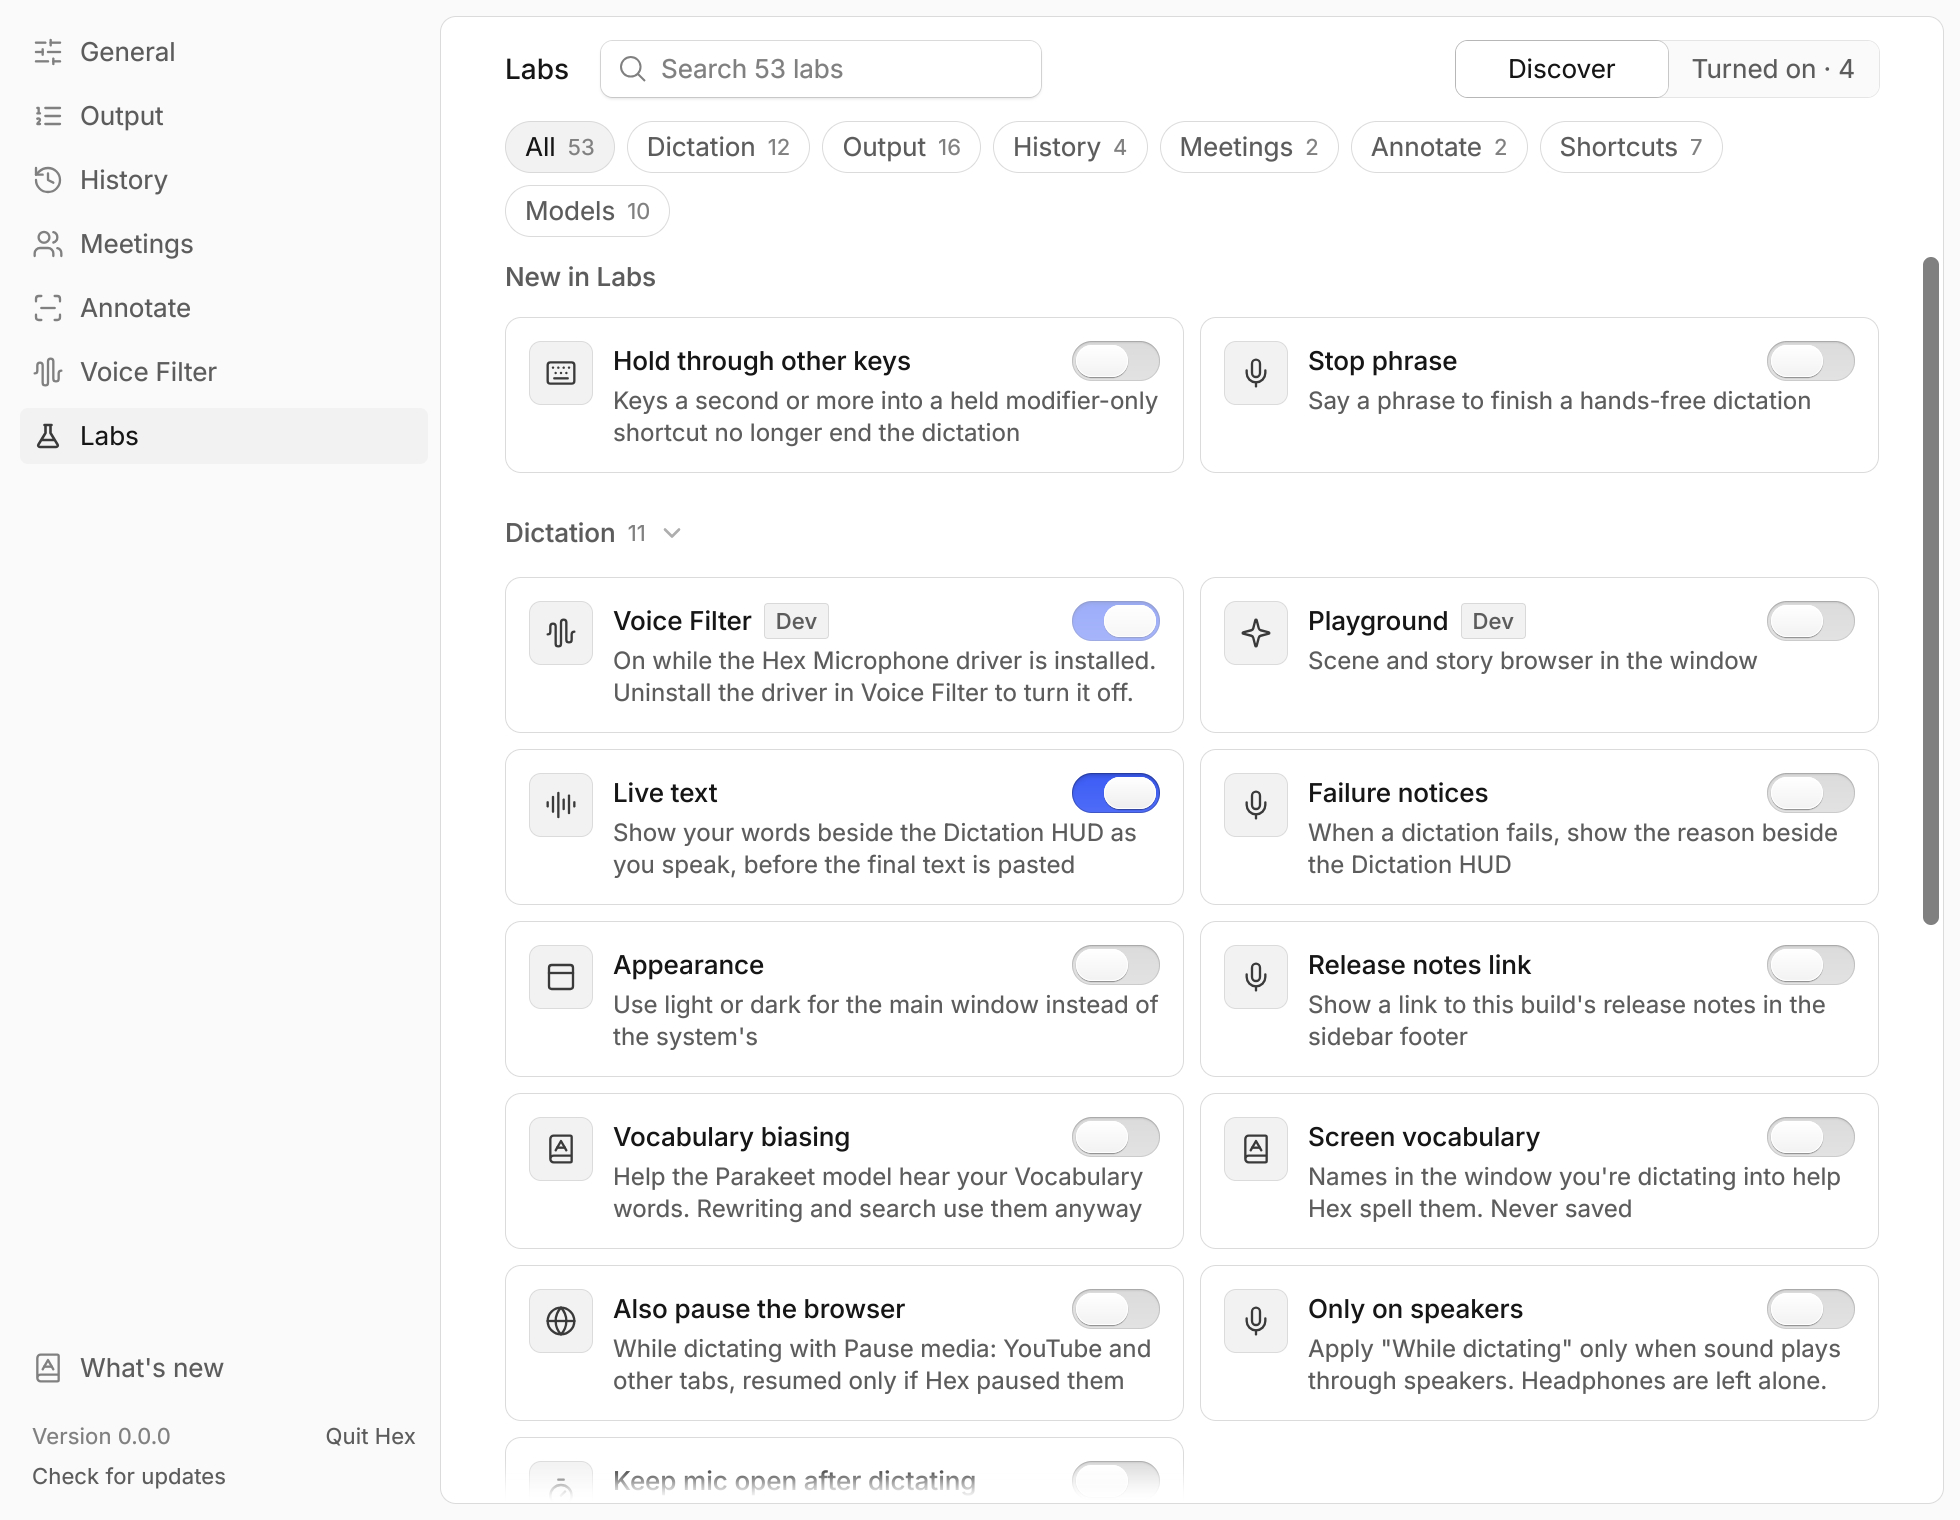 General
Output
History
Meetings
Annotate
Voice Filter
Labs
What's new
Version 0.0.0
Quit Hex
Check for updates
Labs
Search 53 labs
Discover
Turned on · 4
All 53
Dictation 12
Output 16
History 4
Meetings 2
Annotate 2
Shortcuts 7
Models 10
New in Labs
Hold through other keys
Keys a second or more into a held modifier-only
shortcut no longer end the dictation
Stop phrase
Say a phrase to finish a hands-free dictation
Dictation 11
Voice Filter Dev
On while the Hex Microphone driver is installed.
Uninstall the driver in Voice Filter to turn it off.
Playground Dev
Scene and story browser in the window
Live text
Show your words beside the Dictation HUD as
you speak, before the final text is pasted
Failure notices
When a dictation fails, show the reason beside
the Dictation HUD
Appearance
Use light or dark for the main window instead of
the system's
Release notes link
Show a link to this build's release notes in the
sidebar footer
Vocabulary biasing
Help the Parakeet model hear your Vocabulary
words. Rewriting and search use them anyway
Screen vocabulary
Names in the window you're dictating into help
Hex spell them. Never saved
Also pause the browser
While dictating with Pause media: YouTube and
other tabs, resumed only if Hex paused them
Only on speakers
Apply "While dictating" only when sound plays
through speakers. Headphones are left alone.
Keep mic open after dictating